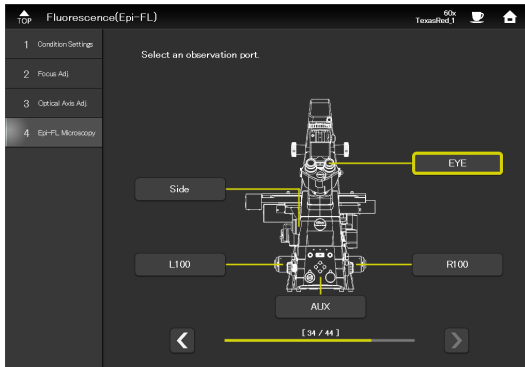 TOP
Fluorescence(Epi-FL)
60x
TexasRed_1
1 Condition Settings
2 Focus Adj.
3 Optical Axis Adj.
4 Epi-FL Microscopy
Select an observation port.
EYE
Side
L100
R100
AUX
[ 34 / 44 ]